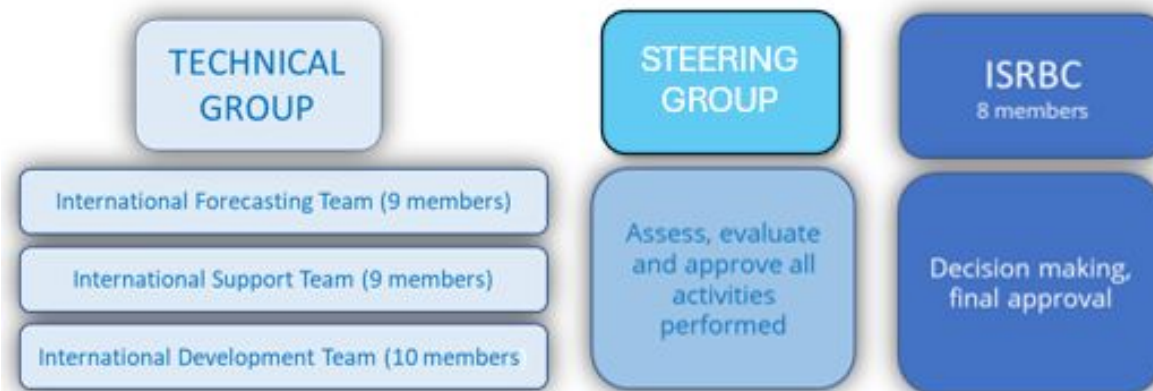 TECHNICAL
GROUP
International Forecasting Team (9 members)
International Support Team (9 members)
International Development Team (10 members
STEERING
GROUP
Assess, evaluate
and approve all
activities
performed
ISRBC
8 members
Decision making,
final approval